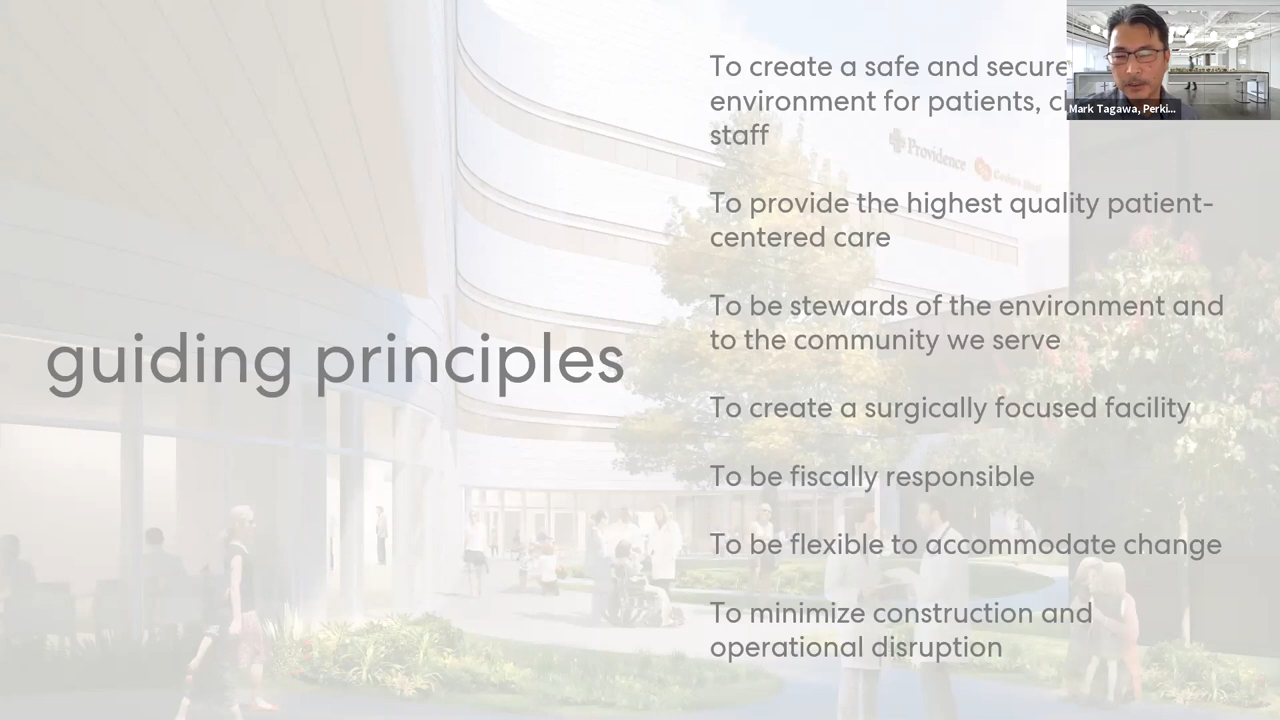 To create a safe and secure
environment for patients,
staff
Mark Tagawa, Perki...
Providence
To provide the highest quality patient-
centered care
To be stewards of the environment and
to the community we serve
guiding principles
To create a surgically focused facility
To be fiscally responsible
To be flexible to accommodate change
To minimize construction and
operational disruption